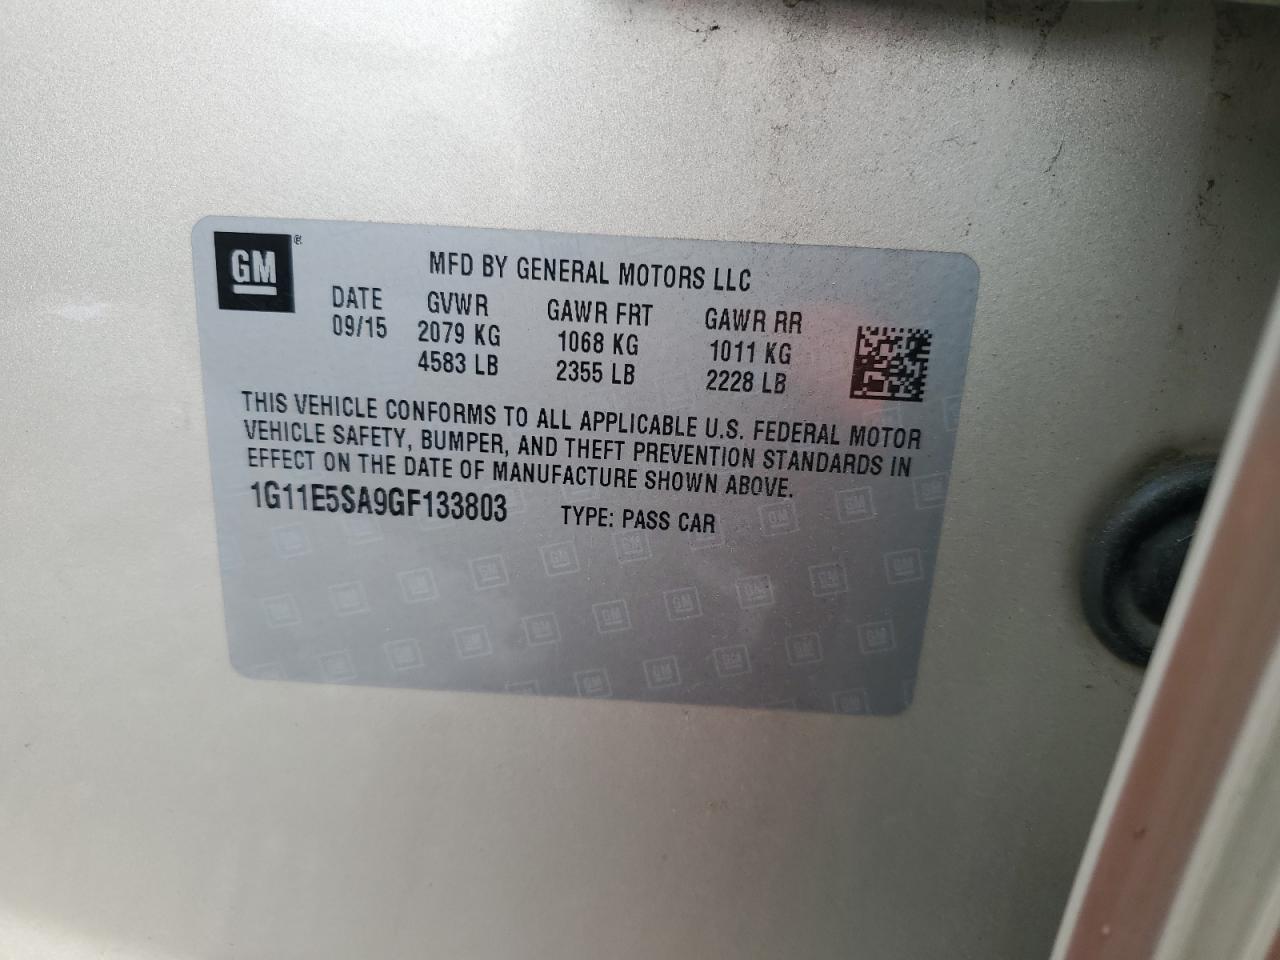 GM®
MFD BY GENERAL MOTORS LLC
DATE GVWR GAWR FRT GAWR RR
09/15 2079 KG 1068 KG 1011 KG
4583 LB 2355 LB 2228 LB
THIS VEHICLE CONFORMS TO ALL APPLICABLE U.S. FEDERAL MOTOR
VEHICLE SAFETY, BUMPER, AND THEFT PREVENTION STANDARDS IN
EFFECT ON THE DATE OF MANUFACTURE SHOWN ABOVE.
1G11E5SA9GF133803 TYPE: PASS CAR